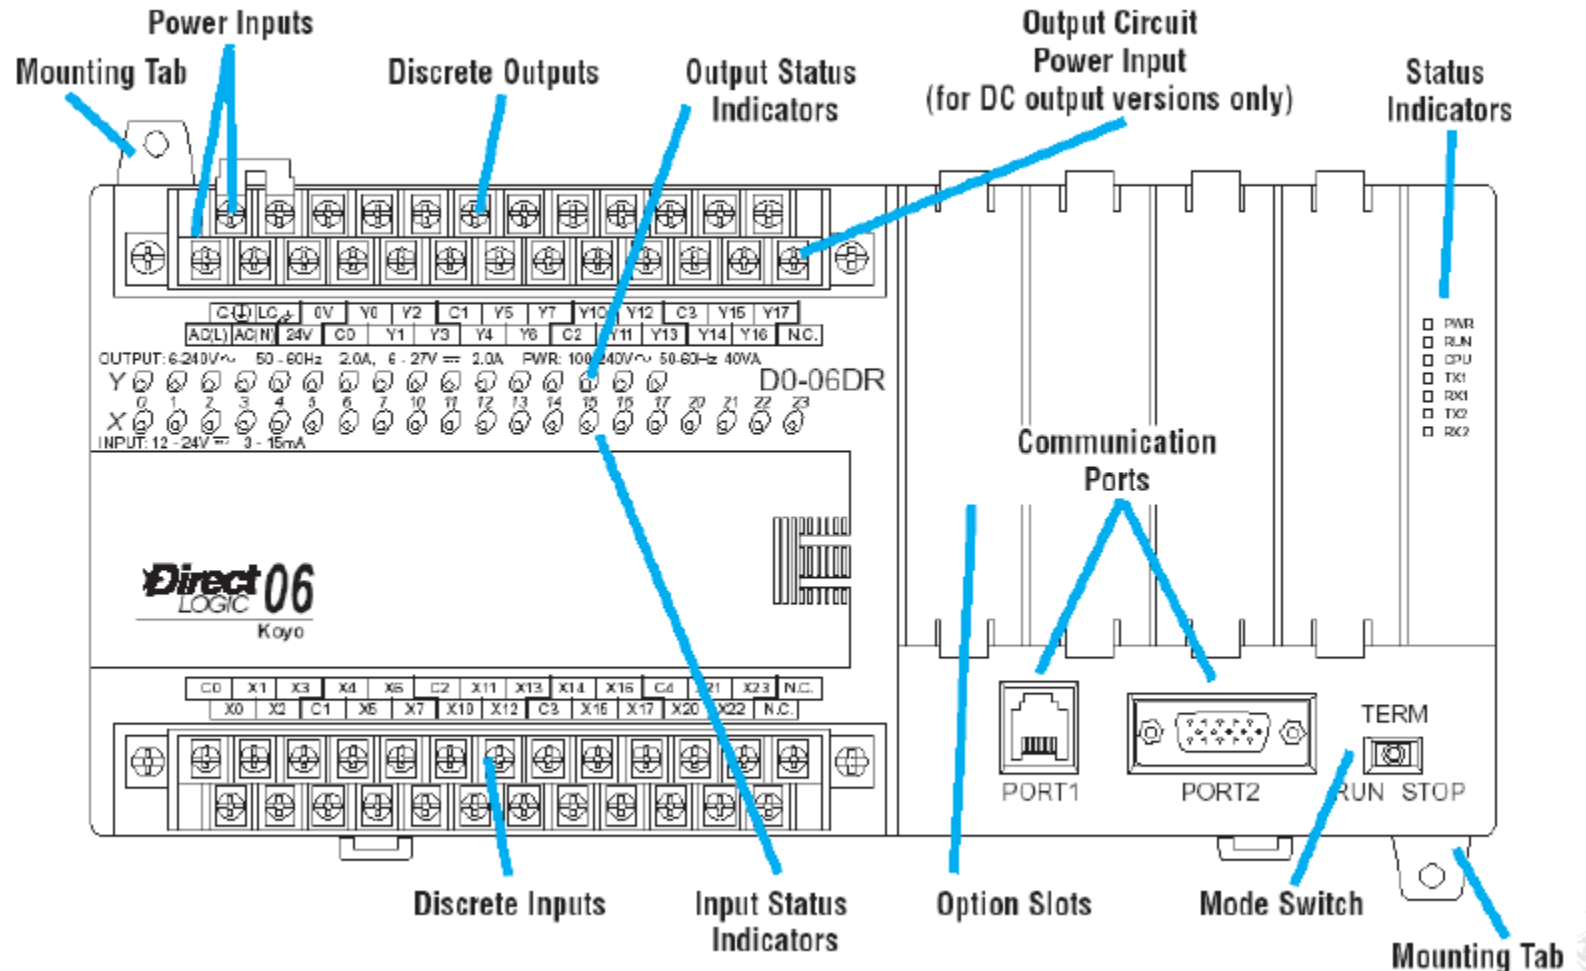 Power Inputs
Mounting Tab
Discrete Outputs
Output Status
Indicators
Output Circuit
Power Input
(for DC output versions only)
Status
Indicators
G LG 0V Y0 Y2 C1 Y5 Y7 Y10 Y12 C3 Y15 Y17
AC(L) AC(N) 24V C0 Y1 Y3 Y4 Y6 C2 Y11 Y13 Y14 Y16 N.C.
OUTPUT: 6-240V~ 50 - 60Hz 2.0A, 6 - 27V ⎓ 2.0A PWR: 100-240V~ 50-60Hz 40VA
Y
D0-06DR
0 1 2 3 4 5 6 7 10 11 12 13 14 15 16 17 20 21 22 23
X
INPUT: 12 - 24V ⎓ 3 - 15mA
PWR
RUN
CPU
TX1
RX1
TX2
RX2
Communication
Ports
Direct
LOGIC 06
Koyo
C0 X1 X3 X4 X6 C2 X11 X13 X14 X16 C4 X21 X23 N.C.
X0 X2 C1 X5 X7 X10 X12 C3 X15 X17 X20 X22 N.C.
PORT1
PORT2
TERM
RUN STOP
Discrete Inputs
Input Status
Indicators
Option Slots
Mode Switch
Mounting Tab